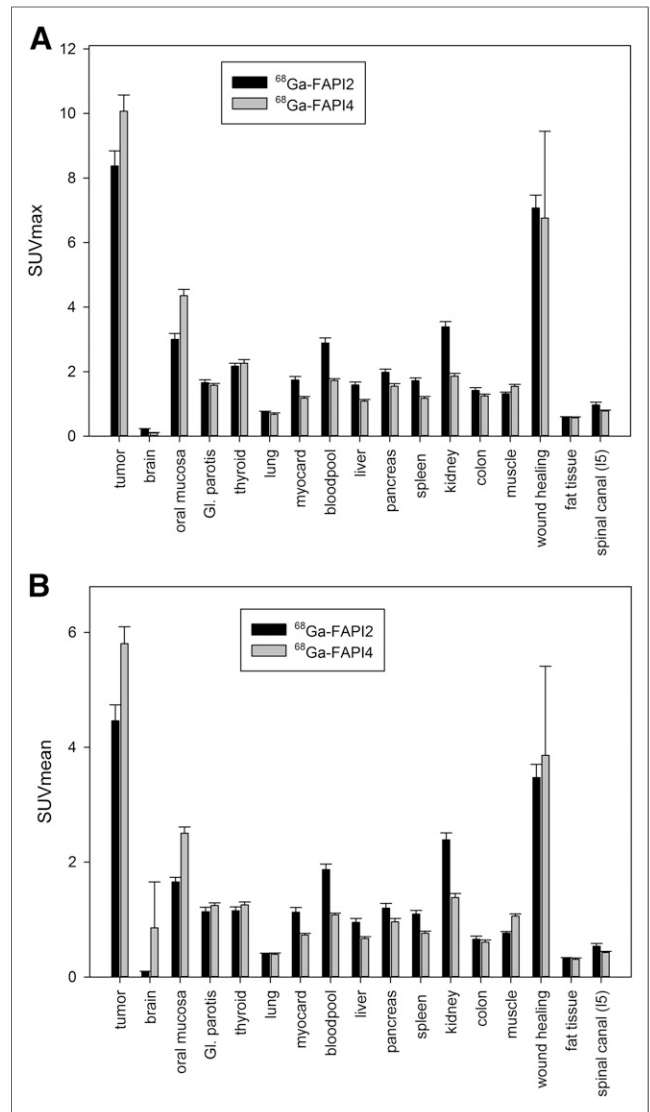 A
12
10
8
6
4
2
0
SUVmax
⁶⁸Ga-FAPI2
⁶⁸Ga-FAPI4
tumor
brain
oral mucosa
Gl. parotis
thyroid
lung
myocard
bloodpool
liver
pancreas
spleen
kidney
colon
muscle
wound healing
fat tissue
spinal canal (l5)
B
6
4
2
0
SUVmean
⁶⁸Ga-FAPI2
⁶⁸Ga-FAPI4
tumor
brain
oral mucosa
Gl. parotis
thyroid
lung
myocard
bloodpool
liver
pancreas
spleen
kidney
colon
muscle
wound healing
fat tissue
spinal canal (l5)